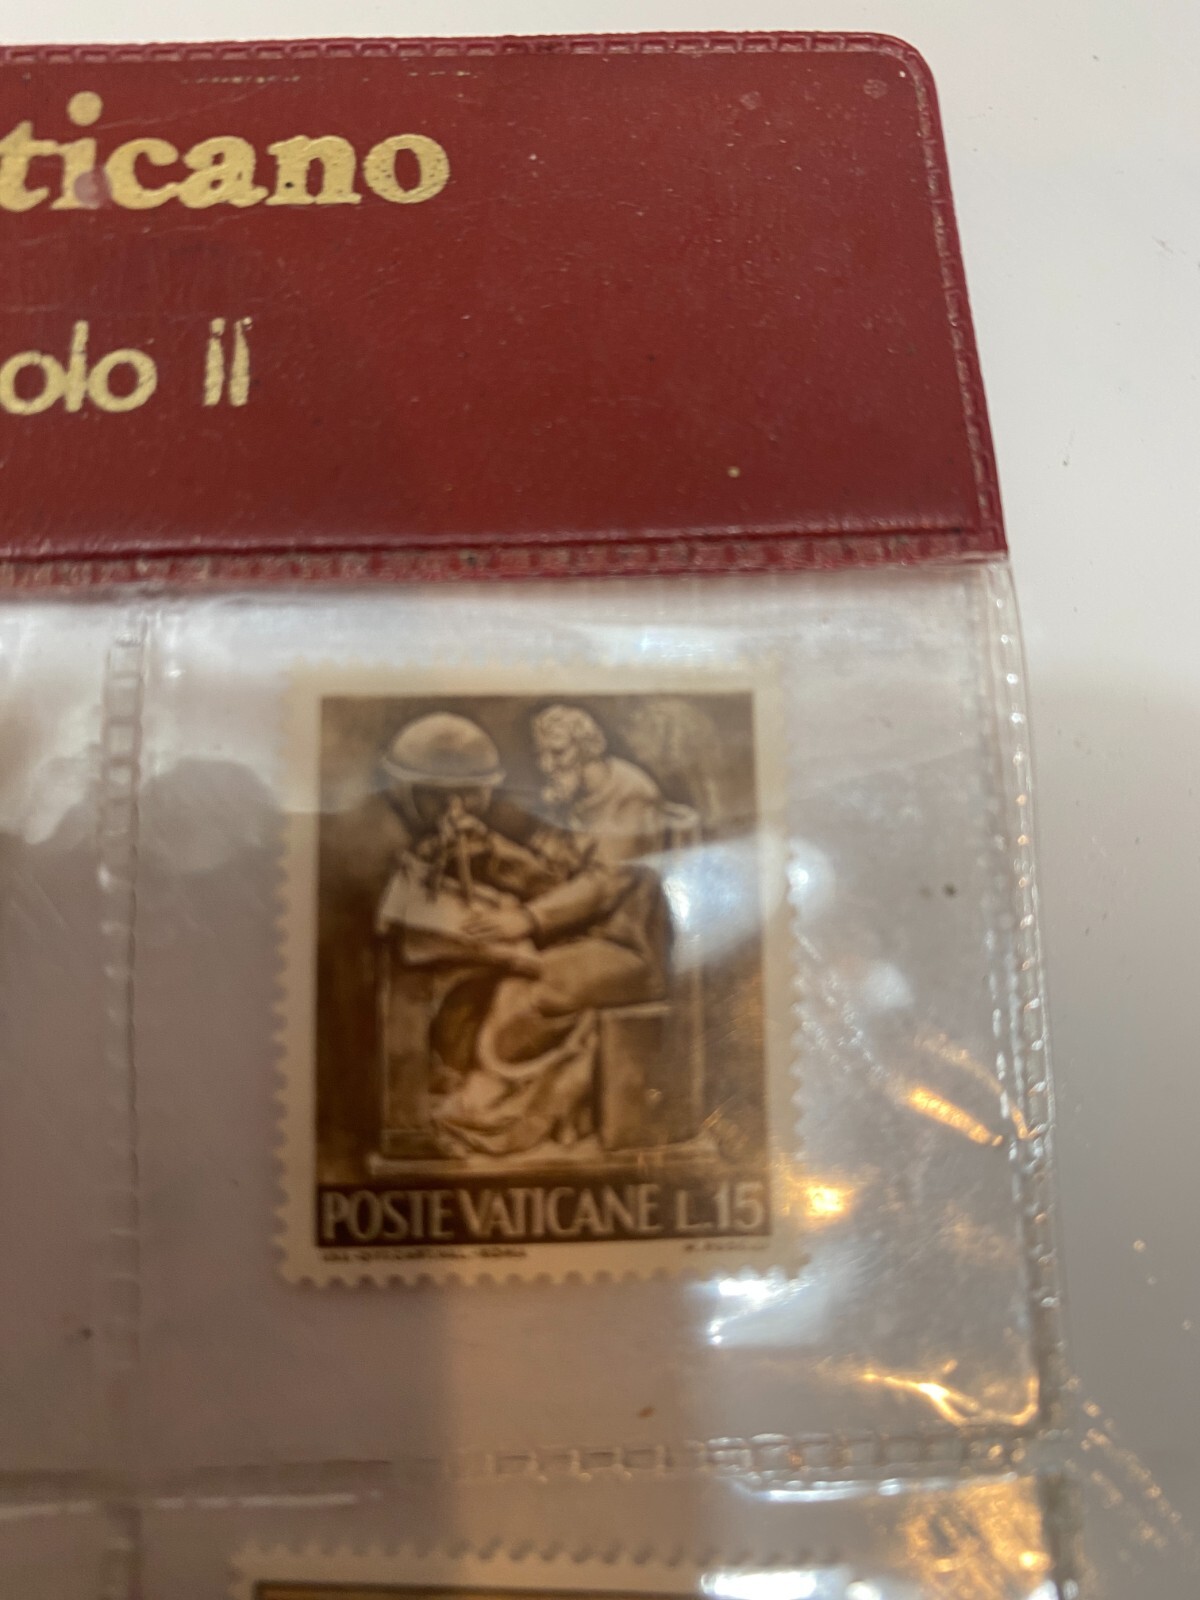 ticano
olo II
POSTE VATICANE L.15